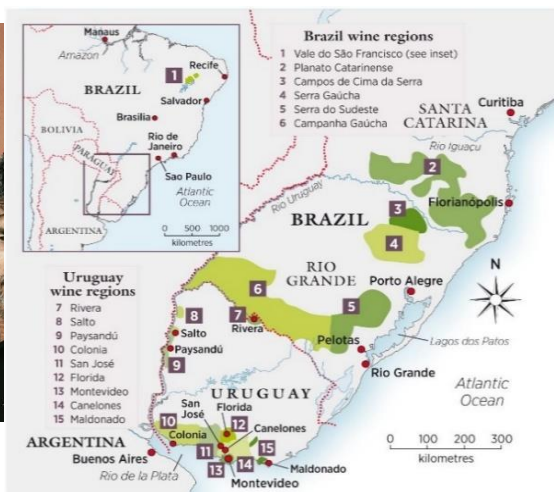 Manaus
Amazon
Recife
1
BRAZIL
Salvador
Brasilia
BOLIVIA
PARAGUAY
Rio de
Janeiro
Sao Paulo
Atlantic
Ocean
ARGENTINA
0 1000
kilometres
Brazil wine regions
1 Vale do São Francisco (see inset)
2 Planato Catarinense
3 Campos de Cima da Serra
4 Serra Gaúcha
5 Serra do Sudeste
6 Campanha Gaúcha
SANTA
CATARINA
Curitiba
Rio Iguaçu
2
Florianópolis
Rio Uruguay
BRAZIL
3
4
RIO
GRANDE
Porto Alegre
N
6
5
7
Rivera
Lagos dos Patos
Pelotas
Rio Grande
Uruguay
wine regions
7 Rivera
8 Salto
9 Paysandú
10 Colonia
11 San José
12 Florida
13 Montevideo
14 Canelones
15 Maldonado
8
Salto
Paysandú
9
URUGUAY
San
José
Florida
12
Canelones
10
Colonia
11
15
13
14
Maldonado
Montevideo
ARGENTINA
Buenos Aires
Rio de la Plata
Atlantic
Ocean
0 100 200 300
kilometres